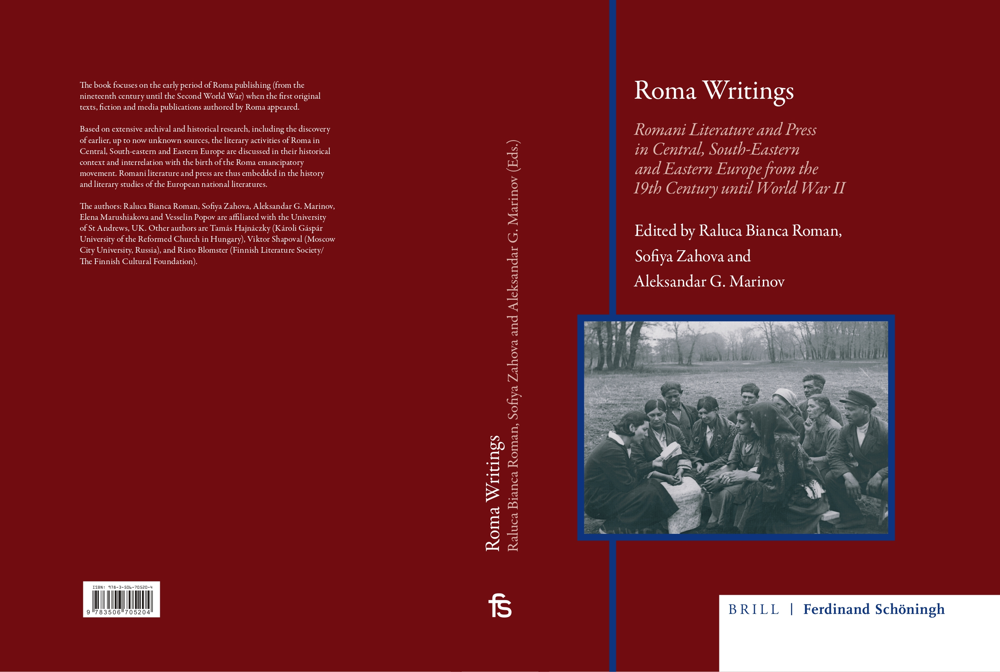 The book focuses on the early period of Roma publishing (from the
nineteenth century until the Second World War) when the first original
texts, fiction and media publications authored by Roma appeared.
Based on extensive archival and historical research, including the discovery
of earlier, up to now unknown sources, the literary activities of Roma in
Central, South-eastern and Eastern Europe are discussed in their historical
context and interrelation with the birth of the Roma emancipatory
movement. Romani literature and press are thus embedded in the history
and literary studies of the European national literatures.
The authors: Raluca Bianca Roman, Sofiya Zahova, Aleksandar G. Marinov,
Elena Marushiakova and Vesselin Popov are affiliated with the University
of St Andrews, UK. Other authors are Tamás Hajnáczky (Károli Gáspár
University of the Reformed Church in Hungary), Viktor Shapoval (Moscow
City University, Russia), and Risto Blomster (Finnish Literature Society/
The Finnish Cultural Foundation).
ISBN: 978-3-506-70520-4
9 783506 705204
Roma Writings
Raluca Bianca Roman, Sofiya Zahova and Aleksandar G. Marinov (Eds.)
fs
Roma Writings
Romani Literature and Press
in Central, South-Eastern
and Eastern Europe from the
19th Century until World War II
Edited by Raluca Bianca Roman,
Sofiya Zahova and
Aleksandar G. Marinov
BRILL | Ferdinand Schöningh